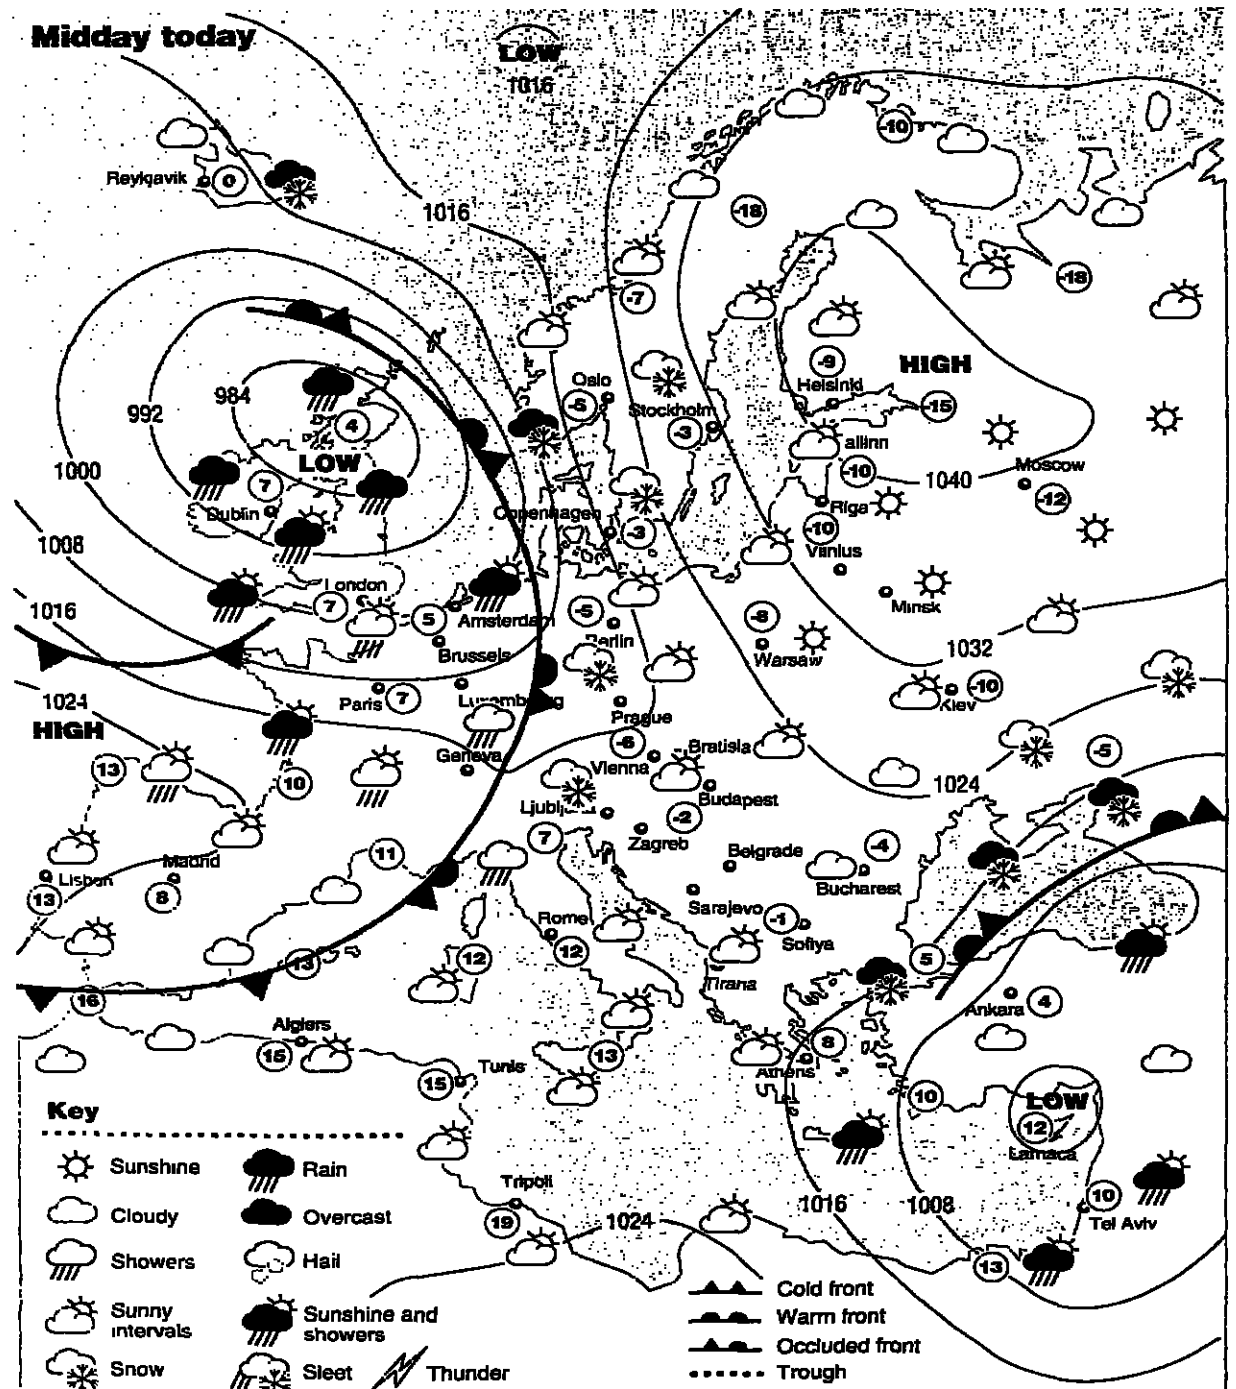 Midday today
LOW
1016
-10
Reykjavik
0
1016
-18
-18
-7
984
992
-9
HIGH
Oslo
Helsinki
-5
Stockholm
-15
4
-3
allinn
LOW
1000
7
-10
Moscow
1040
Dublin
Copenhagen
Riga
-12
-3
-10
1008
Vilnius
London
Minsk
1016
7
5
Amsterdam
-5
-8
Berlin
Brussels
Warsaw
1032
Paris
7
Luxembourg
-10
Kiev
1024
Prague
HIGH
-6
Bratisla
-5
Geneva
Vienna
13
10
1024
Budapest
Ljublj
-2
7
Zagreb
11
Belgrade
-4
Madrid
Bucharest
Lisbon
13
8
Sarajevo
Rome
-1
Sofiya
12
12
13
5
Tirana
16
Ankara
4
Algiers
15
13
8
Athens
Tunis
15
10
LOW
12
Larnaca
Key
Sunshine
Rain
Tripoli
10
Cloudy
Overcast
19
1024
1016
1008
Tel Aviv
Showers
Hail
13
Sunny
intervals
Sunshine and
showers
Cold front
Warm front
Occluded front
Snow
Sleet
Thunder
Trough